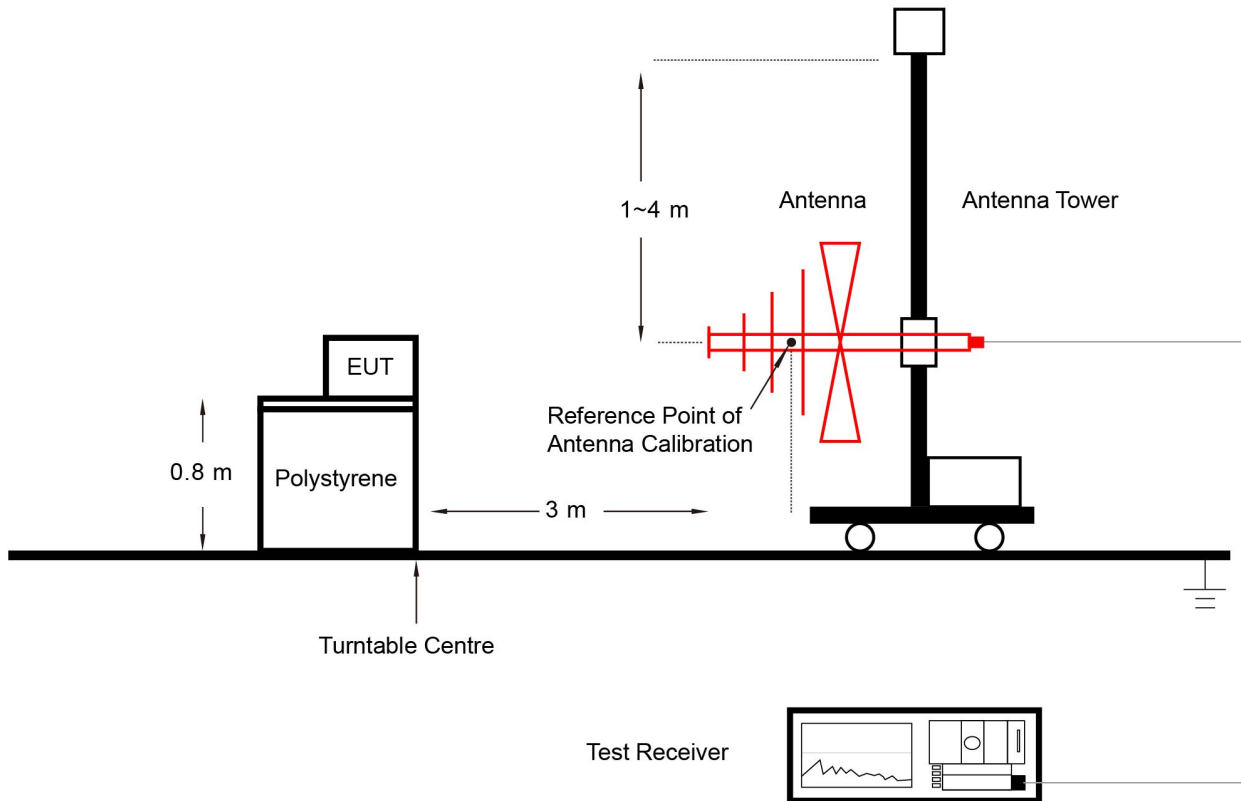 1~4 m
Antenna
Antenna Tower
EUT
Reference Point of
Antenna Calibration
0.8 m
Polystyrene
3 m
Turntable Centre
Test Receiver